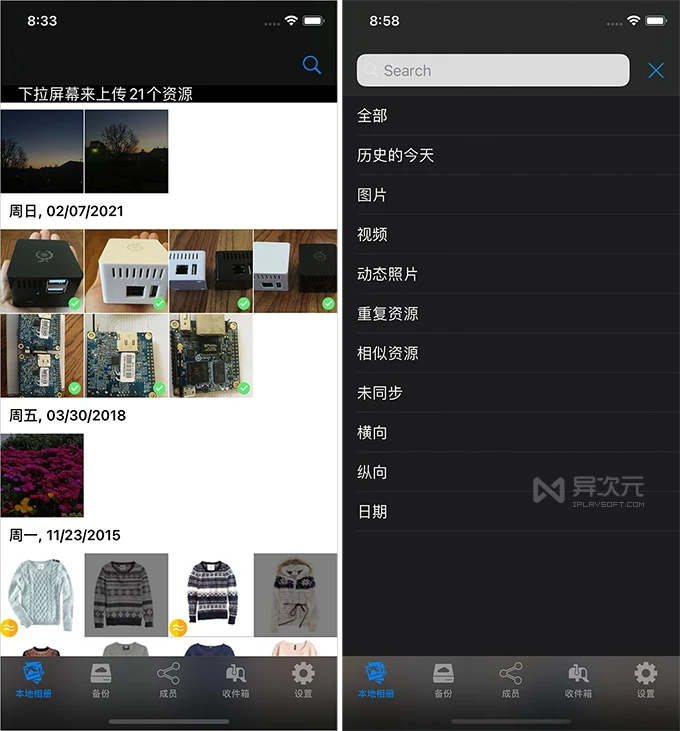 8:33
下拉屏幕来上传21个资源
周日, 02/07/2021
周五, 03/30/2018
周一, 11/23/2015
本地相册
备份
成员
收件箱
设置
8:58
Search
全部
历史的今天
图片
视频
动态照片
重复资源
相似资源
未同步
横向
纵向
日期
异次元
IPLAYSOFT.COM
本地相册
备份
成员
收件箱
设置